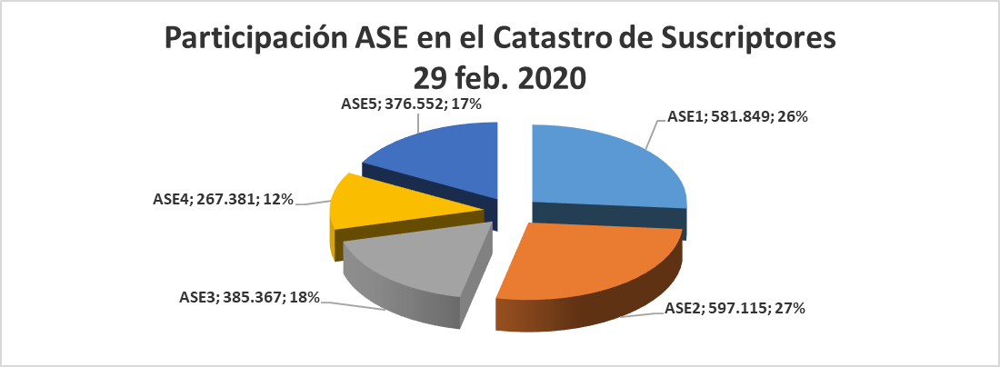 Participación ASE en el Catastro de Suscriptores
29 feb. 2020
ASE5; 376.552; 17%
ASE1; 581.849; 26%
ASE4; 267.381; 12%
ASE3; 385.367; 18%
ASE2; 597.115; 27%